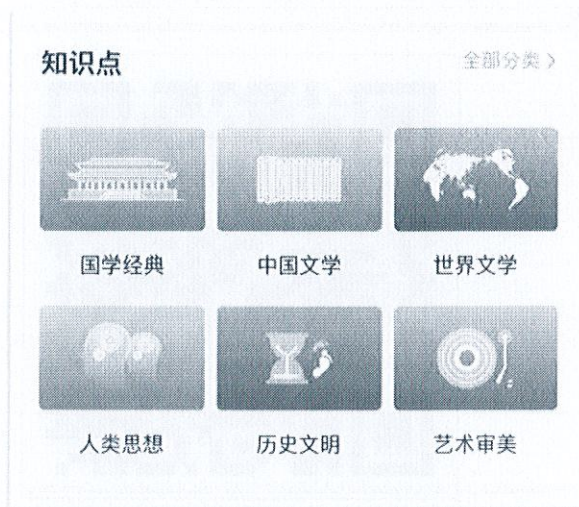 知识点 全部分类 >
国学经典 中国文学 世界文学
人类思想 历史文明 艺术审美